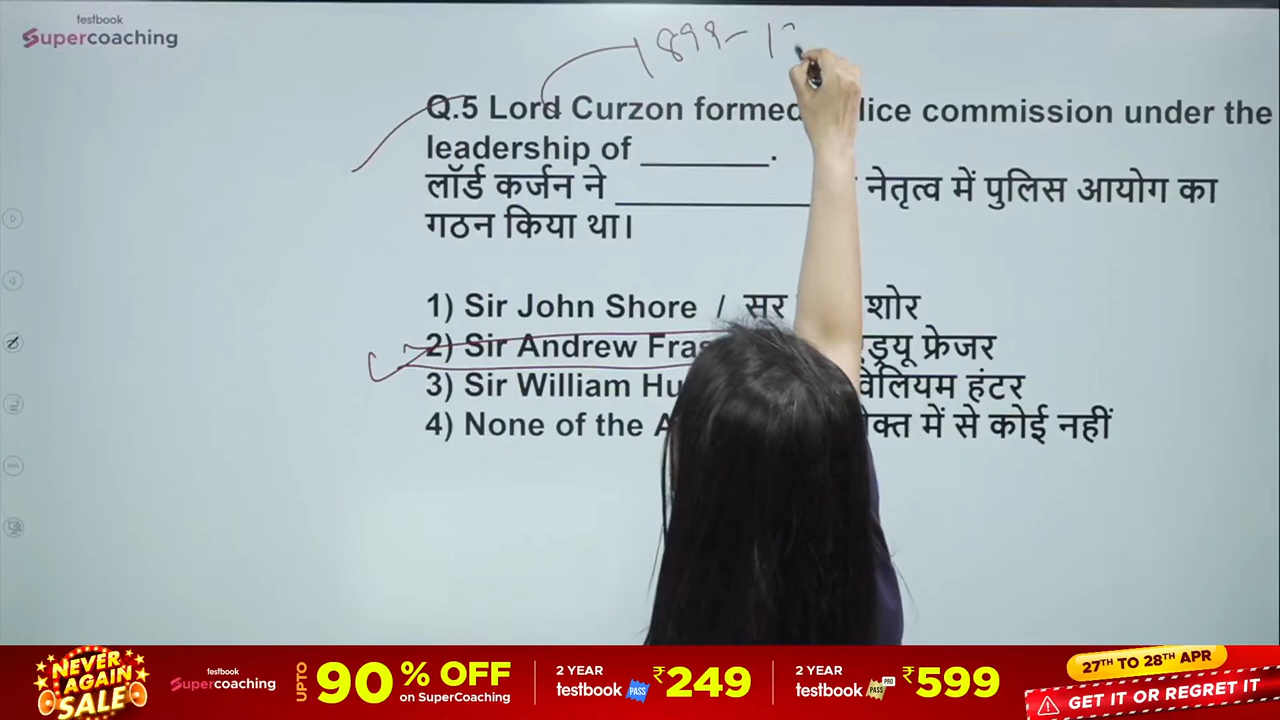 testbook
Supercoaching
1899-
Q.5 Lord Curzon formed lice commission under the
leadership of ________.
लॉर्ड कर्जन ने ____________ नेतृत्व में पुलिस आयोग का
गठन किया था।
1) Sir John Shore / सर शोर
2) Sir Andrew Fras ड्रयू फ्रेजर
3) Sir William Hu विलियम हंटर
4) None of the A क्त में से कोई नहीं
NEVER AGAIN SALE
testbook
Supercoaching
UPTO 90% OFF
on SuperCoaching
2 YEAR
testbook PASS
₹249
2 YEAR
testbook PASS PRO
₹599
27TH TO 28TH APR
GET IT OR REGRET IT